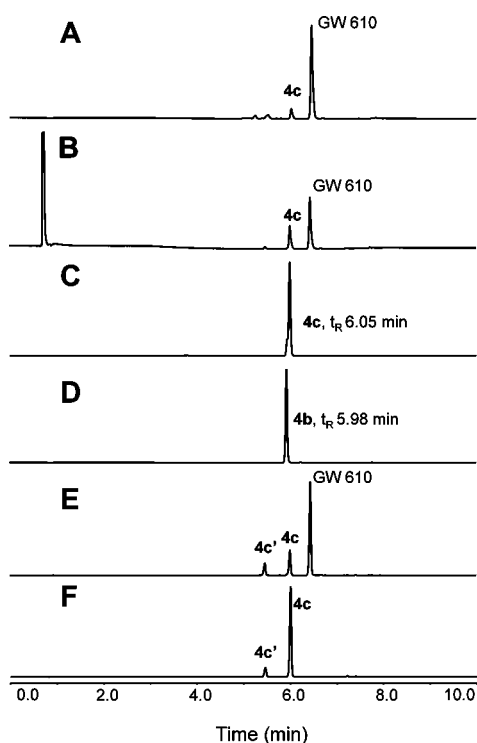 A
GW 610
4c
B
GW 610
4c
C
4c, tR 6.05 min
D
4b, tR 5.98 min
E
GW 610
4c' 4c
F
4c
4c'
0.0 2.0 4.0 6.0 8.0 10.0
Time (min)